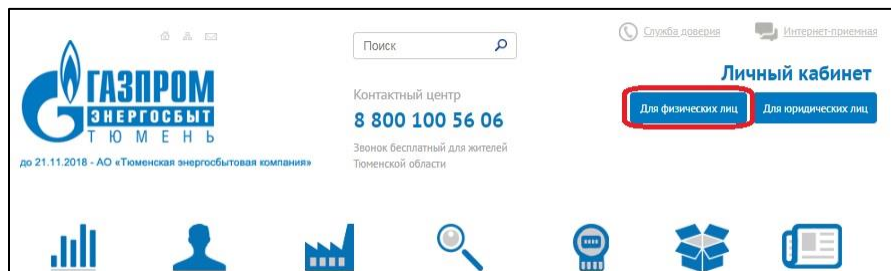 ГАЗПРОМ
ЭНЕРГОСБЫТ
ТЮМЕНЬ
до 21.11.2018 - АО «Тюменская энергосбытовая компания»
Поиск
Контактный центр
8 800 100 56 06
Звонок бесплатный для жителей
Тюменской области
Служба доверия
Интернет-приемная
Личный кабинет
Для физических лиц
Для юридических лиц